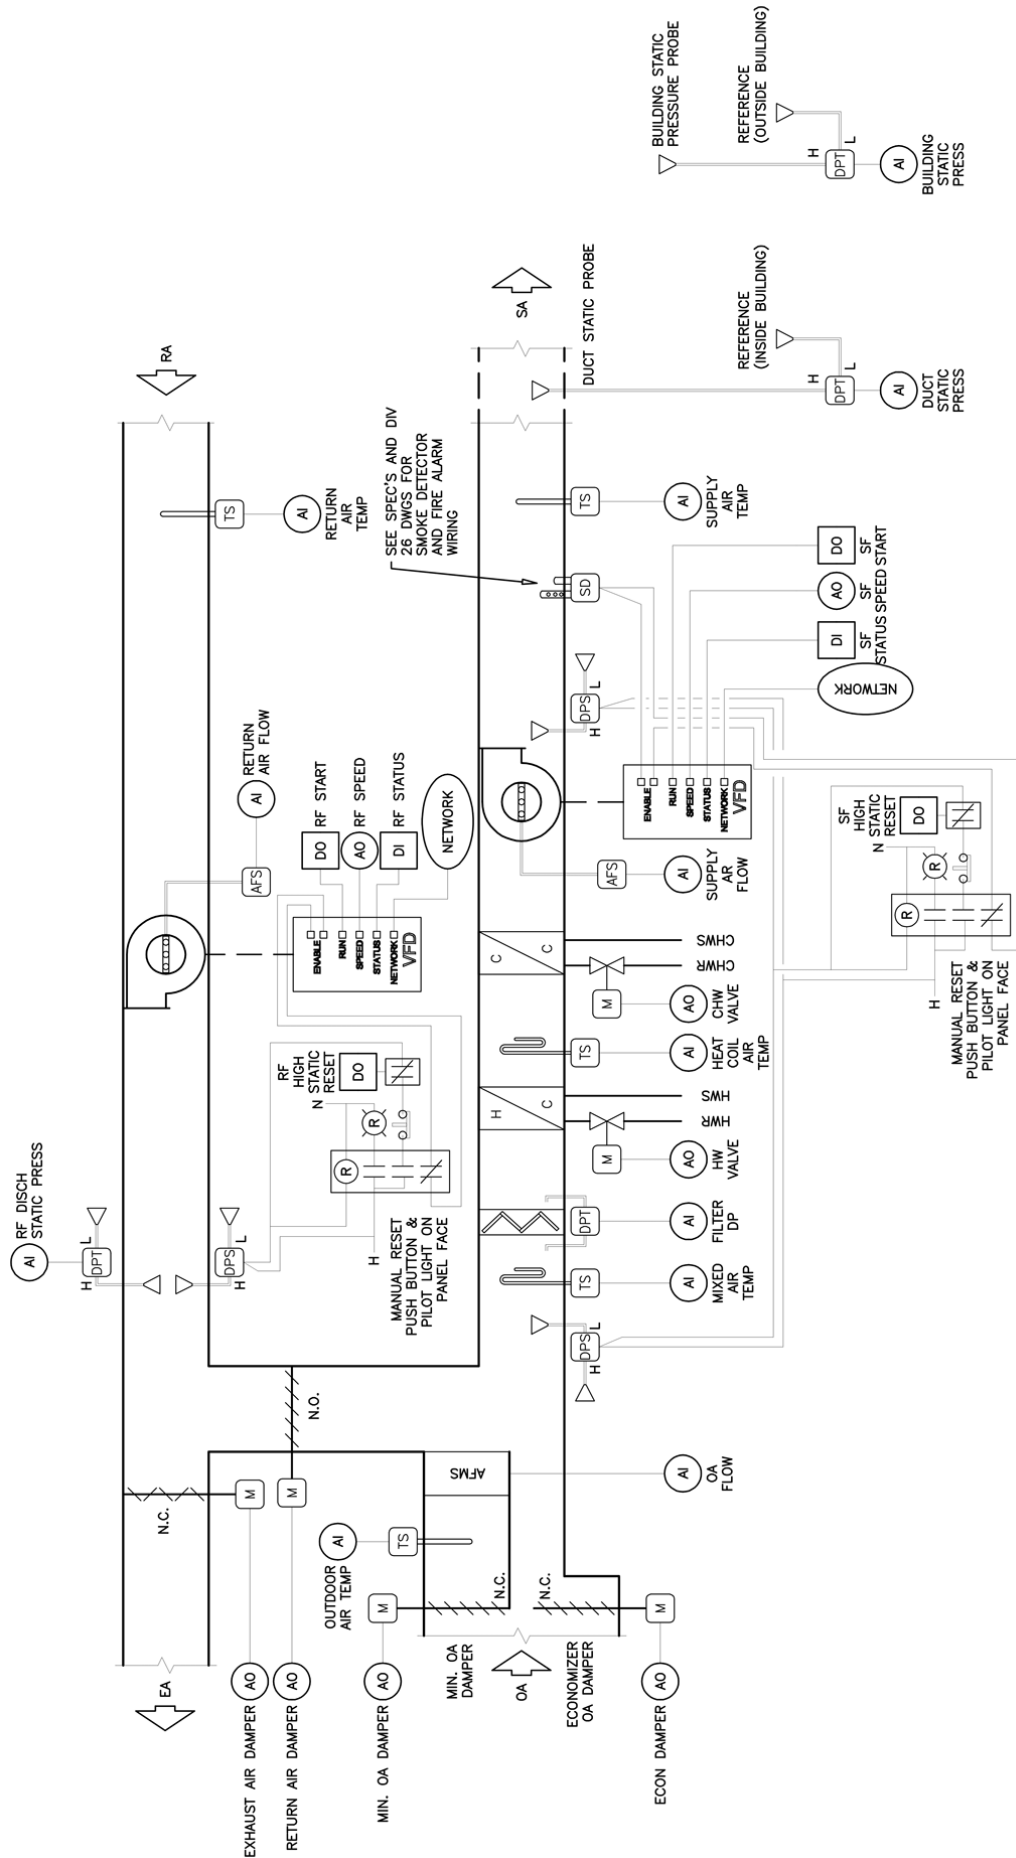 AI
RF DISCH
STATIC PRESS
DPT
H
L
EA
RA
N.C.
DPS
H
L
TS
AI
RETURN
AIR
TEMP
AFS
AI
RETURN
AIR FLOW
EXHAUST AIR DAMPER
AO
M
RETURN AIR DAMPER
AO
M
N.O.
RF
HIGH
STATIC
RESET
DO
N
R
R
H
MANUAL RESET
PUSH BUTTON &
PILOT LIGHT ON
PANEL FACE
ENABLE
RUN
SPEED
STATUS
NETWORK
VFD
DO
RF START
AO
RF SPEED
DI
RF STATUS
NETWORK
SEE SPEC'S AND DIV
26 DWGS FOR
SMOKE DETECTOR
AND FIRE ALARM
WIRING
OUTDOOR
AIR TEMP
AI
TS
MIN. OA DAMPER
AO
M
MIN. OA
DAMPER
N.C.
AFMS
OA
ECONOMIZER
OA DAMPER
N.C.
H
C
C
C
SA
DUCT STATIC PROBE
ECON DAMPER
AO
M
DPS
H
L
TS
DPT
M
TS
M
AFS
DPS
H
L
SD
TS
HWR
HWS
CHWR
CHWS
AI
OA
FLOW
AI
MIXED
AIR
TEMP
AI
FILTER
DP
AO
HW
VALVE
AI
HEAT
COIL AIR
TEMP
AO
CHW
VALVE
AI
SUPPLY
AR
FLOW
ENABLE
RUN
SPEED
STATUS
NETWORK
VFD
AI
SUPPLY
AIR
TEMP
NETWORK
DI
SF
STATUS
AO
SF
SPEED
DO
SF
START
BUILDING STATIC
PRESSURE PROBE
REFERENCE
(INSIDE BUILDING)
REFERENCE
(OUTSIDE BUILDING)
DPT
H
L
AI
DUCT
STATIC
PRESS
DPT
H
L
AI
BUILDING
STATIC
PRESS
SF
HIGH
STATIC
RESET
DO
N
R
R
H
MANUAL RESET
PUSH BUTTON &
PILOT LIGHT ON
PANEL FACE